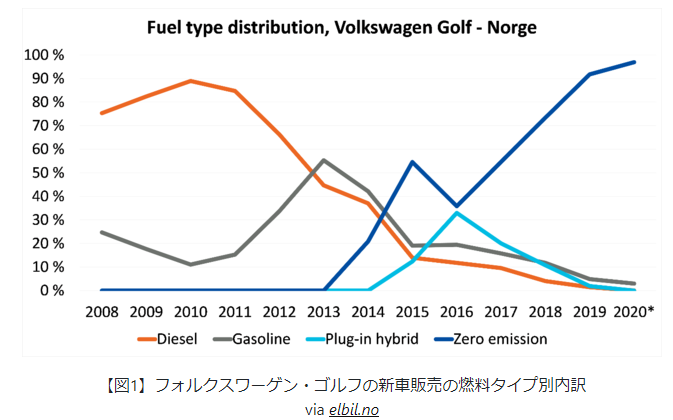 Fuel type distribution, Volkswagen Golf - Norge
100 %
90 %
80 %
70 %
60 %
50 %
40 %
30 %
20 %
10 %
0 %
2008 2009 2010 2011 2012 2013 2014 2015 2016 2017 2018 2019 2020*
Diesel Gasoline Plug-in hybrid Zero emission
【図1】フォルクスワーゲン・ゴルフの新車販売の燃料タイプ別内訳
via elbil.no